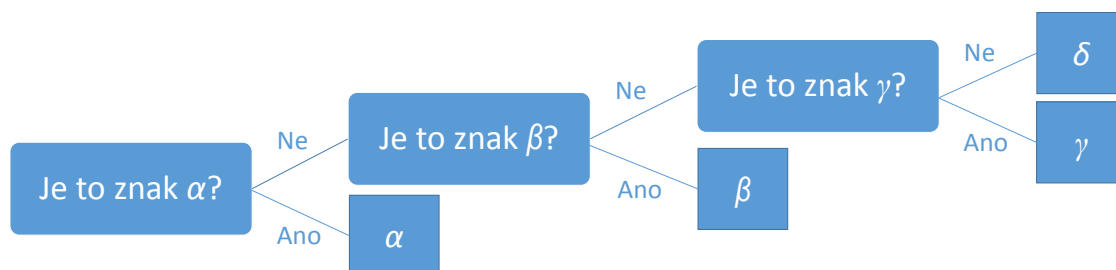 Je to znak α?
Ne
Ano
Je to znak β?
α
Ne
Ano
Je to znak γ?
β
Ne
Ano
δ
γ